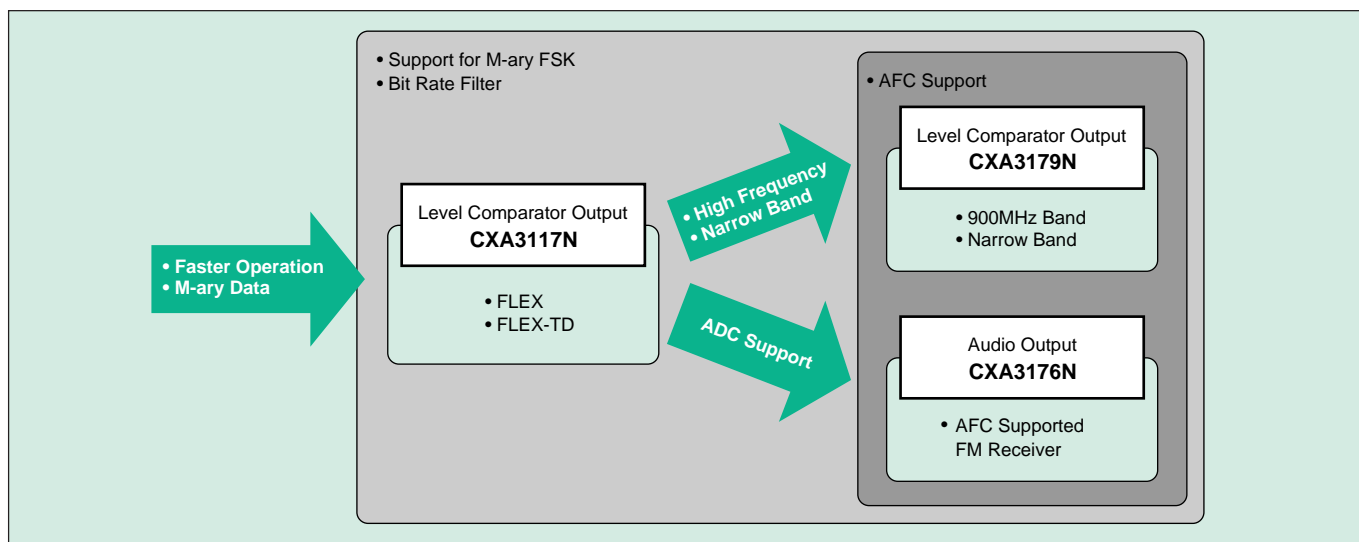 • Support for M-ary FSK
• Bit Rate Filter
• AFC Support
• Faster Operation
• M-ary Data
Level Comparator Output
CXA3117N
• FLEX
• FLEX-TD
• High Frequency
• Narrow Band
ADC Support
Level Comparator Output
CXA3179N
• 900MHz Band
• Narrow Band
Audio Output
CXA3176N
• AFC Supported
FM Receiver